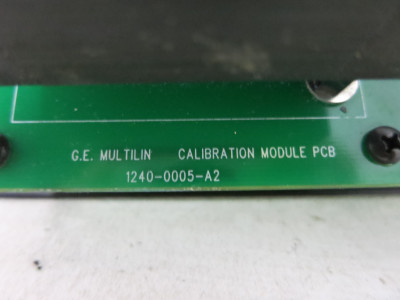 G.E. MULTILIN CALIBRATION MODULE PCB
1240-0005-A2